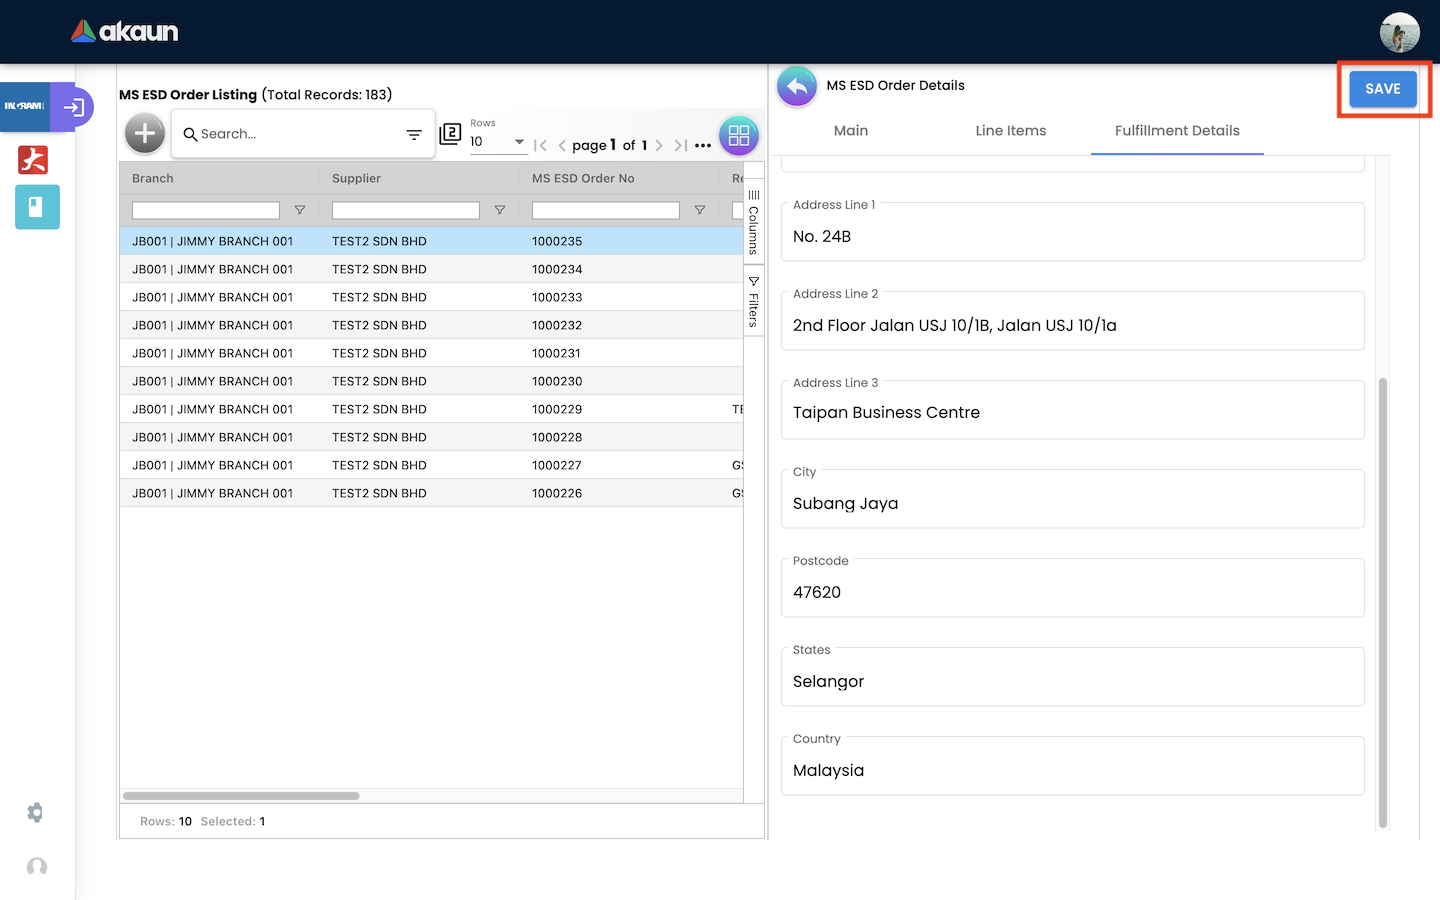 akaun
INGRAM
MS ESD Order Listing (Total Records: 183)
Search...
2
Rows
10
page 1 of 1
Branch Supplier MS ESD Order No Re
JB001 | JIMMY BRANCH 001 TEST2 SDN BHD 1000235
JB001 | JIMMY BRANCH 001 TEST2 SDN BHD 1000234
JB001 | JIMMY BRANCH 001 TEST2 SDN BHD 1000233
JB001 | JIMMY BRANCH 001 TEST2 SDN BHD 1000232
JB001 | JIMMY BRANCH 001 TEST2 SDN BHD 1000231
JB001 | JIMMY BRANCH 001 TEST2 SDN BHD 1000230
JB001 | JIMMY BRANCH 001 TEST2 SDN BHD 1000229 TE
JB001 | JIMMY BRANCH 001 TEST2 SDN BHD 1000228
JB001 | JIMMY BRANCH 001 TEST2 SDN BHD 1000227 GS
JB001 | JIMMY BRANCH 001 TEST2 SDN BHD 1000226 GS
Columns
Filters
Rows: 10 Selected: 1
MS ESD Order Details
SAVE
Main Line Items Fulfillment Details
Address Line 1
No. 24B
Address Line 2
2nd Floor Jalan USJ 10/1B, Jalan USJ 10/1a
Address Line 3
Taipan Business Centre
City
Subang Jaya
Postcode
47620
States
Selangor
Country
Malaysia